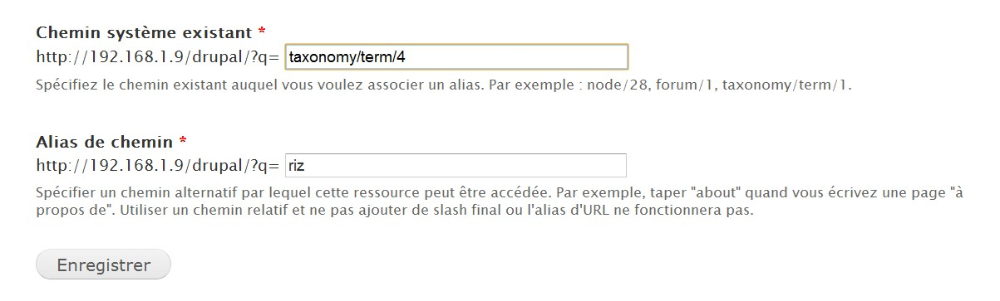 Chemin système existant *
http://192.168.1.9/drupal/?q= taxonomy/term/4
Spécifiez le chemin existant auquel vous voulez associer un alias. Par exemple : node/28, forum/1, taxonomy/term/1.
Alias de chemin *
http://192.168.1.9/drupal/?q= riz
Spécifier un chemin alternatif par lequel cette ressource peut être accédée. Par exemple, taper "about" quand vous écrivez une page "à
propos de". Utiliser un chemin relatif et ne pas ajouter de slash final ou l'alias d'URL ne fonctionnera pas.
Enregistrer